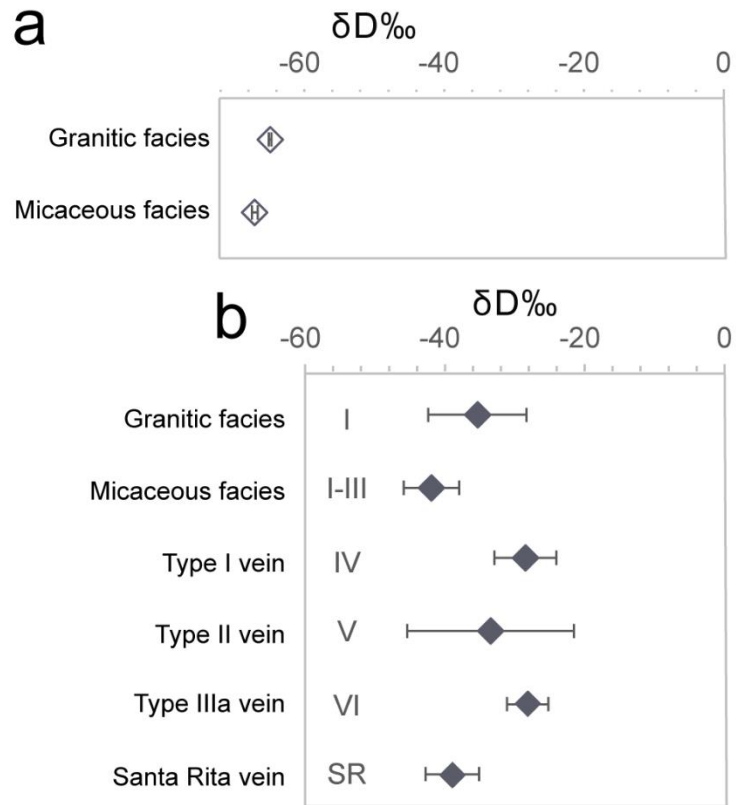 a
δD‰
-60 -40 -20 0
Granitic facies
Micaceous facies
b
δD‰
-60 -40 -20 0
Granitic facies I
Micaceous facies I-III
Type I vein IV
Type II vein V
Type IIIa vein VI
Santa Rita vein SR